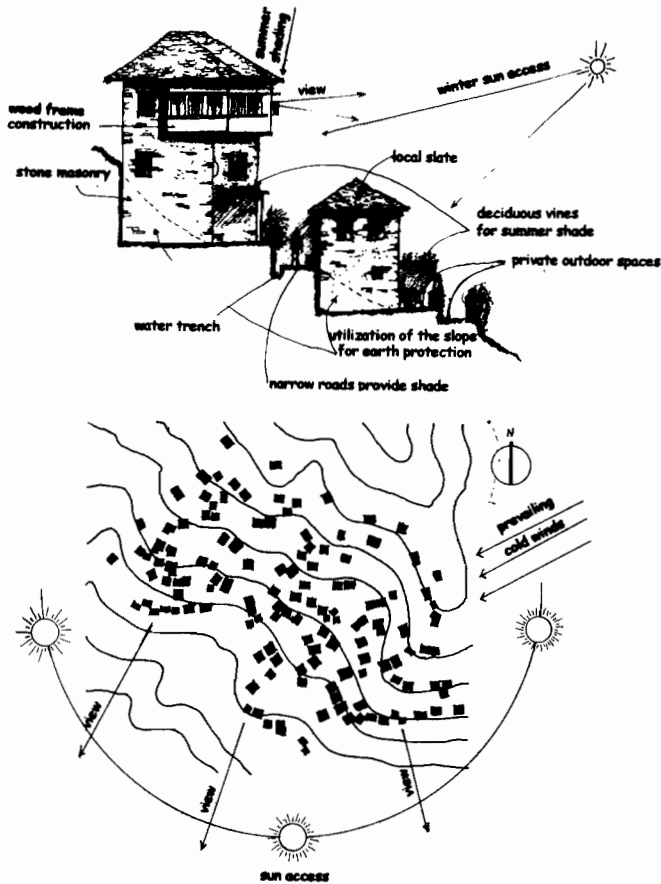 summer
shading
view
winter sun access
wood frame
construction
local slate
stone masonry
deciduous vines
for summer shade
private outdoor spaces
water trench
utilization of the slope
for earth protection
narrow roads provide shade
N
prevailing
cold winds
view
view
view
sun access